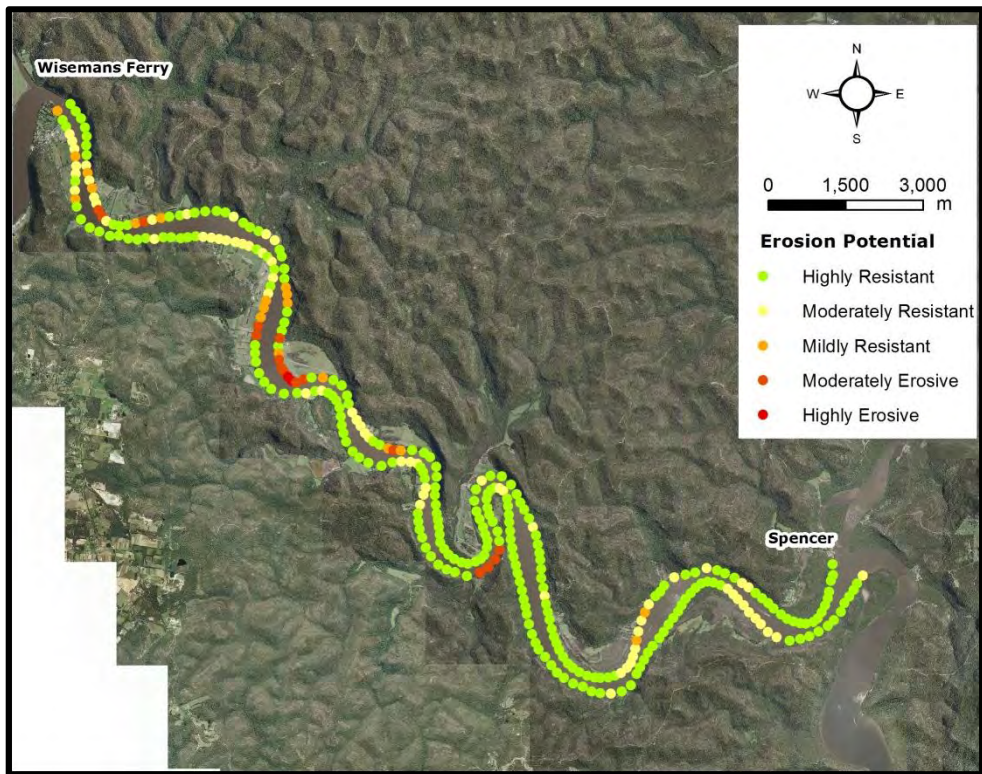 Wisemans Ferry
N
W E
S
0 1,500 3,000
m
Erosion Potential
Highly Resistant
Moderately Resistant
Mildly Resistant
Moderately Erosive
Highly Erosive
Spencer